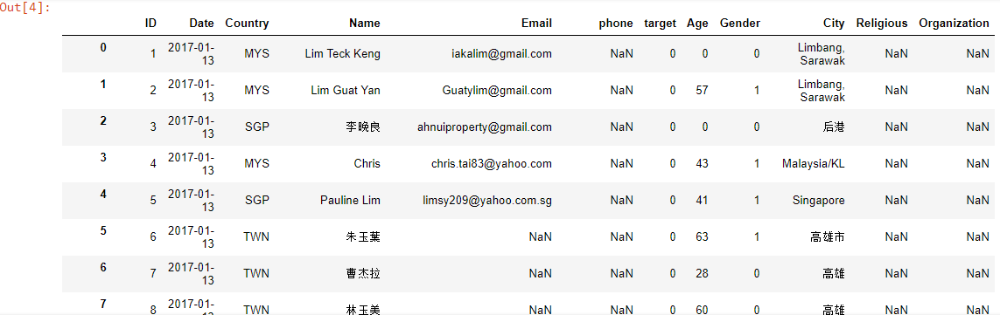 Out[4]:
ID Date Country Name Email phone target Age Gender City Religious Organization
0 1 2017-01-13 MYS Lim Teck Keng iakalim@gmail.com NaN 0 0 0 Limbang, Sarawak NaN NaN
1 2 2017-01-13 MYS Lim Guat Yan Guatylim@gmail.com NaN 0 57 1 Limbang, Sarawak NaN NaN
2 3 2017-01-13 SGP 李晚良 ahnuiproperty@gmail.com NaN 0 0 0 后港 NaN NaN
3 4 2017-01-13 MYS Chris chris.tai83@yahoo.com NaN 0 43 1 Malaysia/KL NaN NaN
4 5 2017-01-13 SGP Pauline Lim limsy209@yahoo.com.sg NaN 0 41 1 Singapore NaN NaN
5 6 2017-01-13 TWN 朱玉葉 NaN NaN 0 63 1 高雄市 NaN NaN
6 7 2017-01-13 TWN 曹杰拉 NaN NaN 0 28 0 高雄 NaN NaN
7 8 2017-01-13 TWN 林玉美 NaN NaN 0 60 0 高雄 NaN NaN